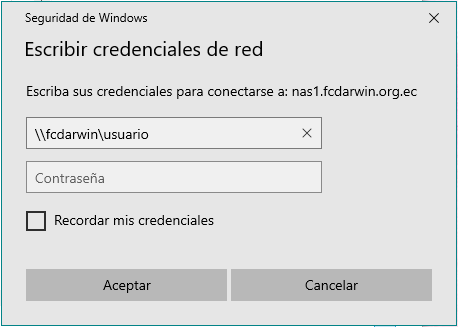 Seguridad de Windows
Escribir credenciales de red
Escriba sus credenciales para conectarse a: nas1.fcdarwin.org.ec
\\fcdarwin\usuario
Contraseña
Recordar mis credenciales
Aceptar
Cancelar